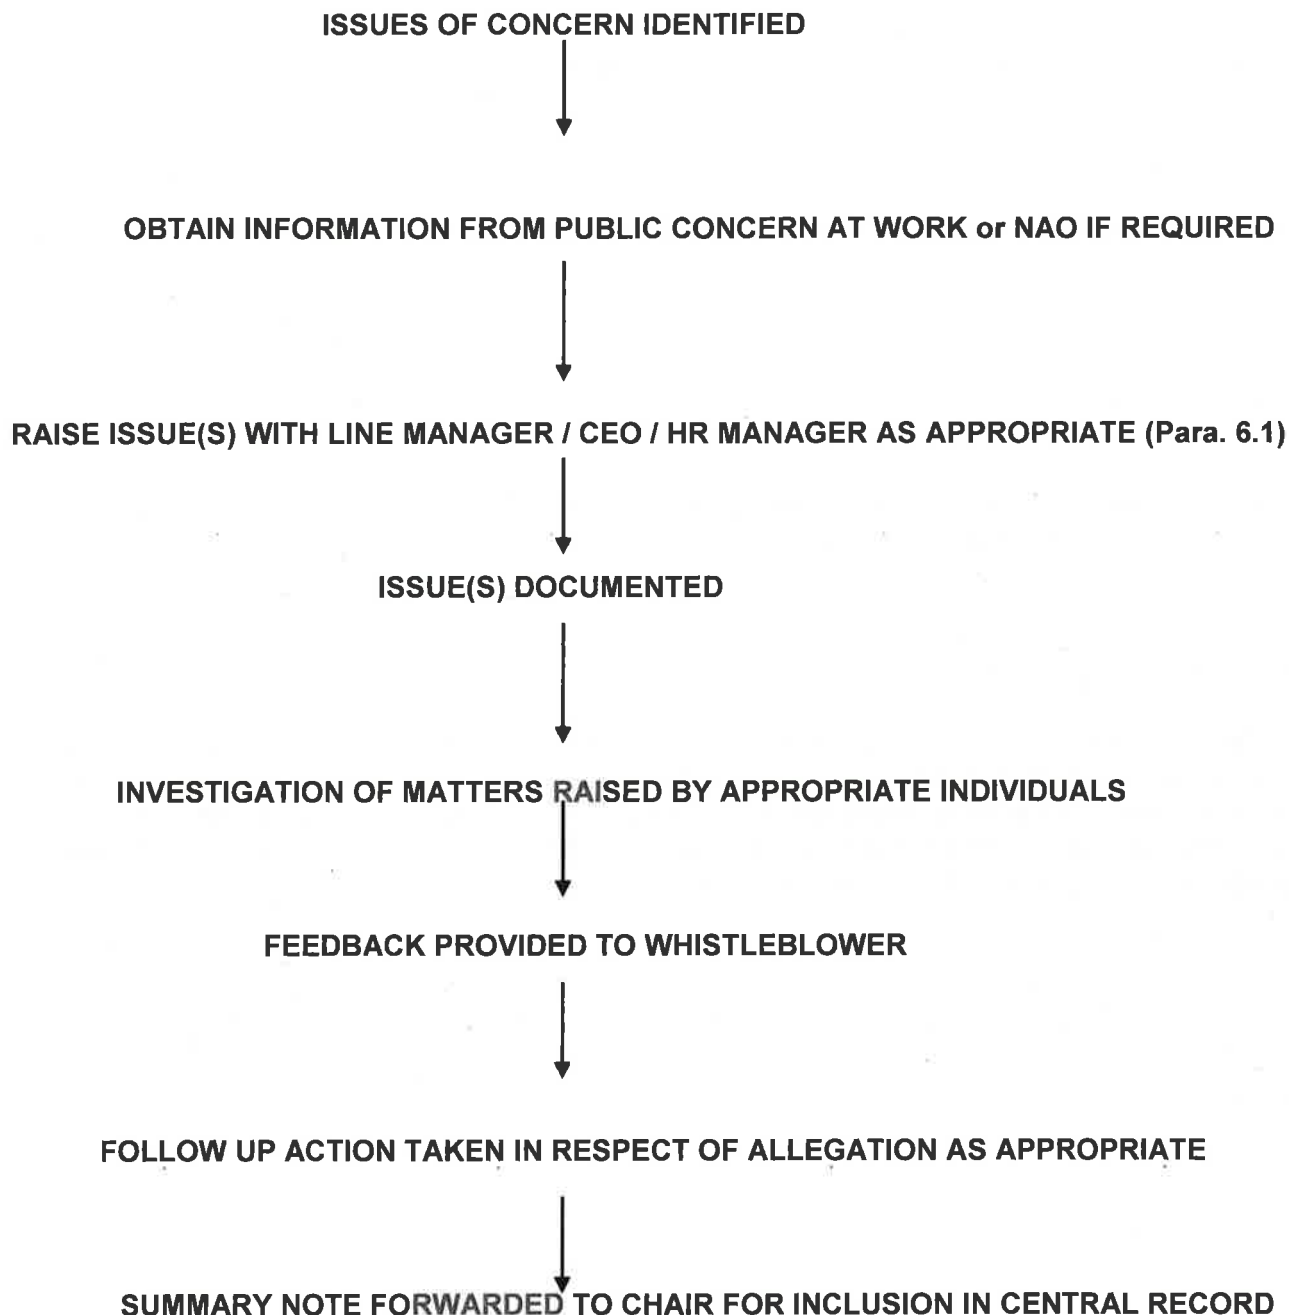 ISSUES OF CONCERN IDENTIFIED
OBTAIN INFORMATION FROM PUBLIC CONCERN AT WORK or NAO IF REQUIRED
RAISE ISSUE(S) WITH LINE MANAGER / CEO / HR MANAGER AS APPROPRIATE (Para. 6.1)
ISSUE(S) DOCUMENTED
INVESTIGATION OF MATTERS RAISED BY APPROPRIATE INDIVIDUALS
FEEDBACK PROVIDED TO WHISTLEBLOWER
FOLLOW UP ACTION TAKEN IN RESPECT OF ALLEGATION AS APPROPRIATE
SUMMARY NOTE FORWARDED TO CHAIR FOR INCLUSION IN CENTRAL RECORD